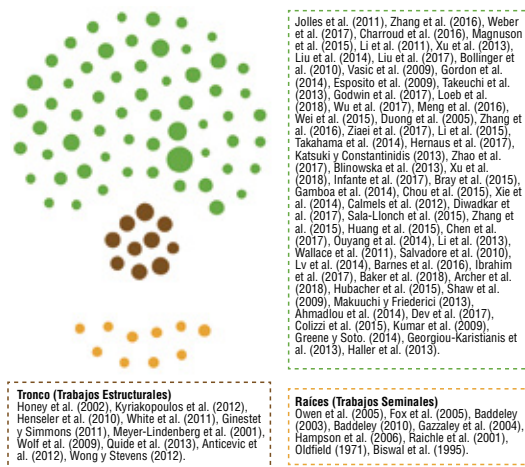 Jolles et al. (2011), Zhang et al. (2016), Weber
et al. (2017), Charroud et al. (2016), Magnuson
et al. (2015), Li et al. (2011), Xu et al. (2013),
Liu et al. (2014), Liu et al. (2017), Bollinger et
al. (2010), Vasic et al. (2009), Gordon et al.
(2014), Esposito et al. (2009), Takeuchi et al.
(2013), Godwin et al. (2017), Loeb et al.
(2018), Wu et al. (2017), Meng et al. (2016),
Wei et al. (2015), Duong et al. (2005), Zhang et
al. (2016), Ziaei et al. (2017), Li et al. (2015),
Takahama et al. (2014), Hernaus et al. (2017),
Katsuki y Constantinidis (2013), Zhao et al.
(2017), Blinowska et al. (2013), Xu et al.
(2018), Infante et al. (2017), Bray et al. (2015),
Gamboa et al. (2014), Chou et al. (2015), Xie et
al. (2014), Calmels et al. (2012), Diwadkar et
al. (2017), Sala-Llonch et al. (2015), Zhang et
al. (2015), Huang et al. (2015), Chen et al.
(2017), Ouyang et al. (2014), Li et al. (2013),
Wallace et al. (2011), Salvadore et al. (2010),
Lv et al. (2014), Barnes et al. (2016), Ibrahim
et al. (2017), Baker et al. (2018), Archer et al.
(2018), Hubacher et al. (2015), Shaw et al.
(2009), Makuuchi y Friederici (2013),
Ahmadlou et al. (2014), Dev et al. (2017),
Colizzi et al. (2015), Kumar et al. (2009),
Greene y Soto. (2014), Georgiou-Karistianis et
al. (2013), Haller et al. (2013).
Tronco (Trabajos Estructurales)
Honey et al. (2002), Kyriakopoulos et al. (2012),
Henseler et al. (2010), White et al. (2011), Ginestet
y Simmons (2011), Meyer-Lindenberg et al. (2001),
Wolf et al. (2009), Quide et al. (2013), Anticevic et
al. (2012), Wong y Stevens (2012).
Raíces (Trabajos Seminales)
Owen et al. (2005), Fox et al. (2005), Baddeley
(2003), Baddeley (2010), Gazzaley et al. (2004),
Hampson et al. (2006), Raichle et al. (2001),
Oldfield (1971), Biswal et al. (1995).